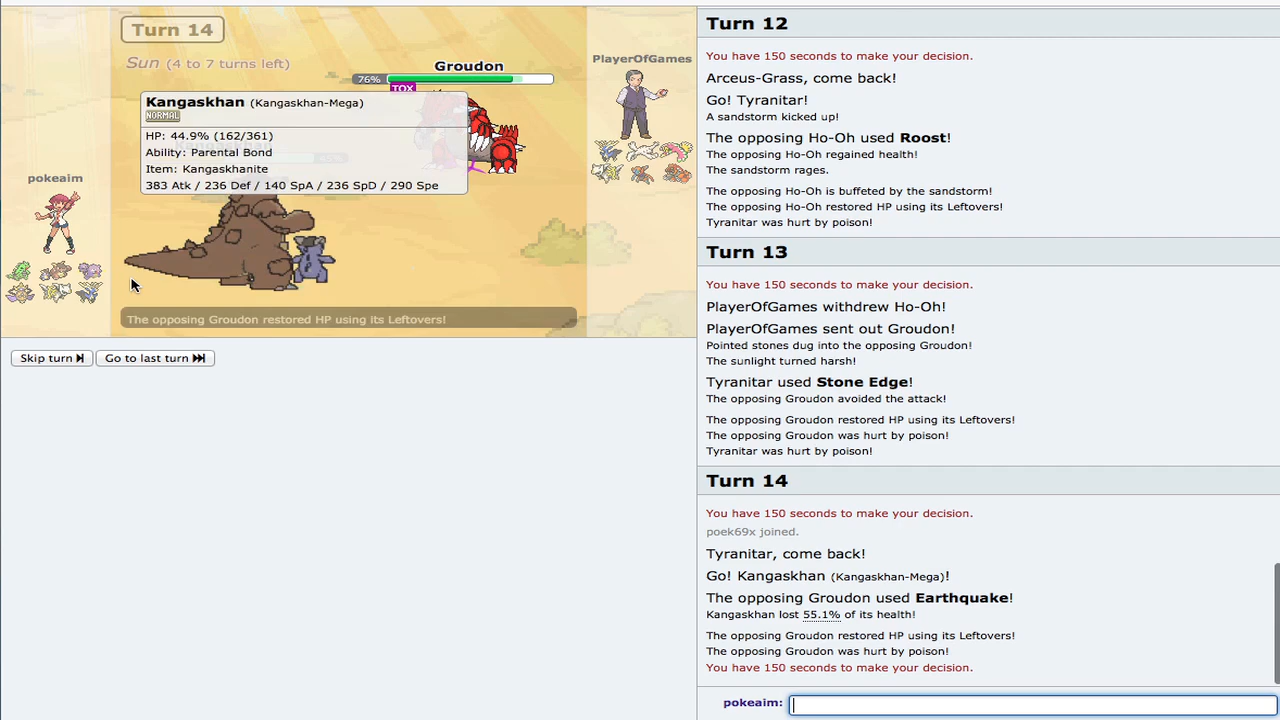 Turn 14
Sun (4 to 7 turns left)
Groudon
76%
TOX
PlayerOfGames
Kangaskhan (Kangaskhan-Mega)
NORMAL
HP: 44.9% (162/361)
Ability: Parental Bond
Item: Kangaskhanite
383 Atk / 236 Def / 140 SpA / 236 SpD / 290 Spe
pokeaim
The opposing Groudon restored HP using its Leftovers!
Skip turn
Go to last turn
Turn 12
You have 150 seconds to make your decision.
Arceus-Grass, come back!
Go! Tyranitar!
A sandstorm kicked up!
The opposing Ho-Oh used Roost!
The opposing Ho-Oh regained health!
The sandstorm rages.
The opposing Ho-Oh is buffeted by the sandstorm!
The opposing Ho-Oh restored HP using its Leftovers!
Tyranitar was hurt by poison!
Turn 13
You have 150 seconds to make your decision.
PlayerOfGames withdrew Ho-Oh!
PlayerOfGames sent out Groudon!
Pointed stones dug into the opposing Groudon!
The sunlight turned harsh!
Tyranitar used Stone Edge!
The opposing Groudon avoided the attack!
The opposing Groudon restored HP using its Leftovers!
The opposing Groudon was hurt by poison!
Tyranitar was hurt by poison!
Turn 14
You have 150 seconds to make your decision.
poek69x joined.
Tyranitar, come back!
Go! Kangaskhan (Kangaskhan-Mega)!
The opposing Groudon used Earthquake!
Kangaskhan lost 55.1% of its health!
The opposing Groudon restored HP using its Leftovers!
The opposing Groudon was hurt by poison!
You have 150 seconds to make your decision.
pokeaim: